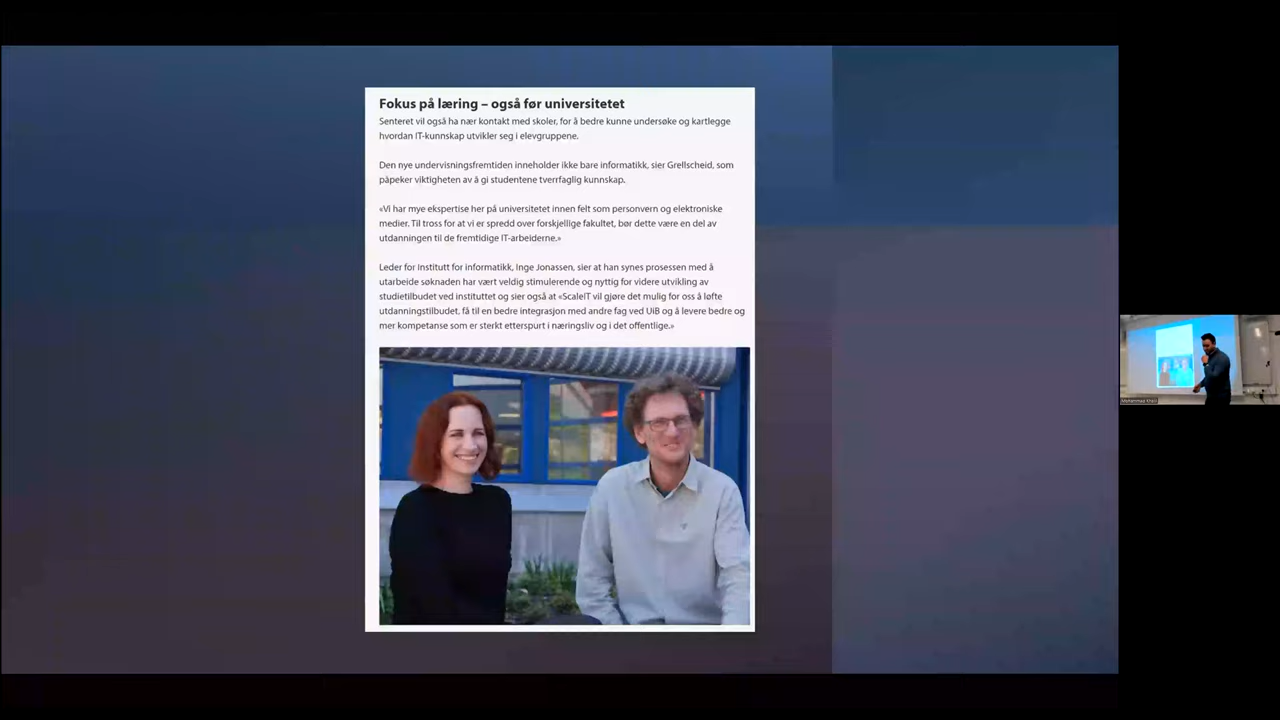 Fokus på læring – også før universitetet
Senteret vil også ha nær kontakt med skoler, for å bedre kunne undersøke og kartlegge
hvordan IT-kunnskap utvikler seg i elevgruppene.
Den nye undervisningsfremtiden inneholder ikke bare informatikk, sier Grellscheid, som
påpeker viktigheten av å gi studentene tverrfaglig kunnskap.
«Vi har mye ekspertise her på universitetet innen felt som personvern og elektroniske
medier. Til tross for at vi er spredd over forskjellige fakultet, bør dette være en del av
utdanningen til de fremtidige IT-arbeiderne.»
Leder for Institutt for informatikk, Inge Jonassen, sier at han synes prosessen med å
utarbeide søknaden har vært veldig stimulerende og nyttig for videre utvikling av
studietilbudet ved instituttet og sier også at «ScaleIT vil gjøre det mulig for oss å løfte
utdanningstilbudet, få til en bedre integrasjon med andre fag ved UiB og å levere bedre og
mer kompetanse som er sterkt etterspurt i næringsliv og i det offentlige.»
Mohammad Khalil